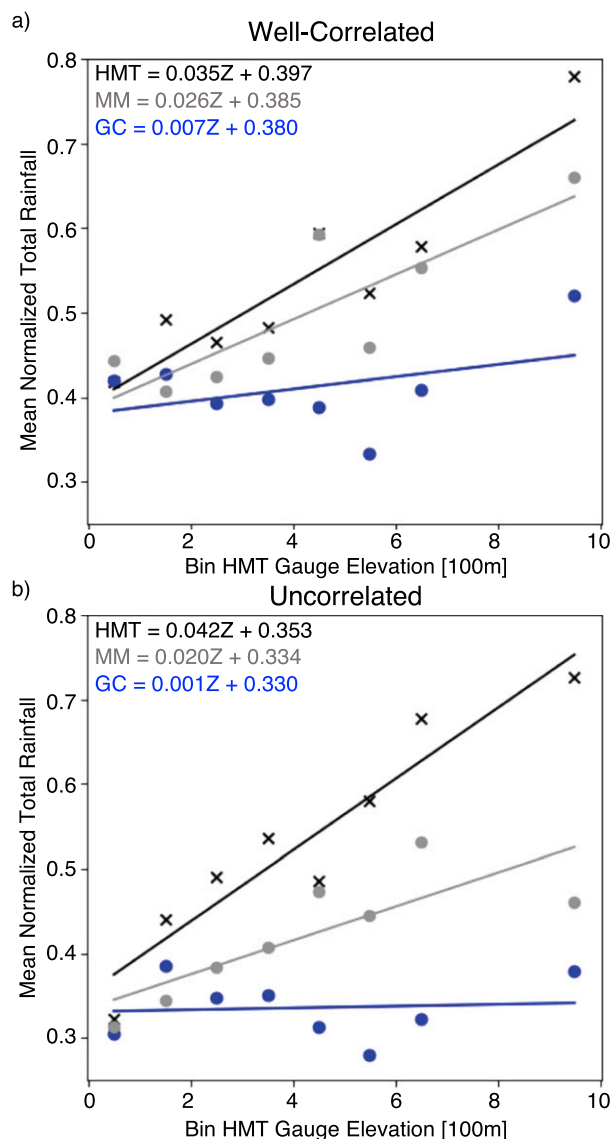 a)
Well-Correlated
0.8
HMT = 0.035Z + 0.397
MM = 0.026Z + 0.385
GC = 0.007Z + 0.380
0.7
0.6
0.5
0.4
0.3
Mean Normalized Total Rainfall
0 2 4 6 8 10
Bin HMT Gauge Elevation [100m]
b)
Uncorrelated
0.8
HMT = 0.042Z + 0.353
MM = 0.020Z + 0.334
GC = 0.001Z + 0.330
0.7
0.6
0.5
0.4
0.3
Mean Normalized Total Rainfall
0 2 4 6 8 10
Bin HMT Gauge Elevation [100m]